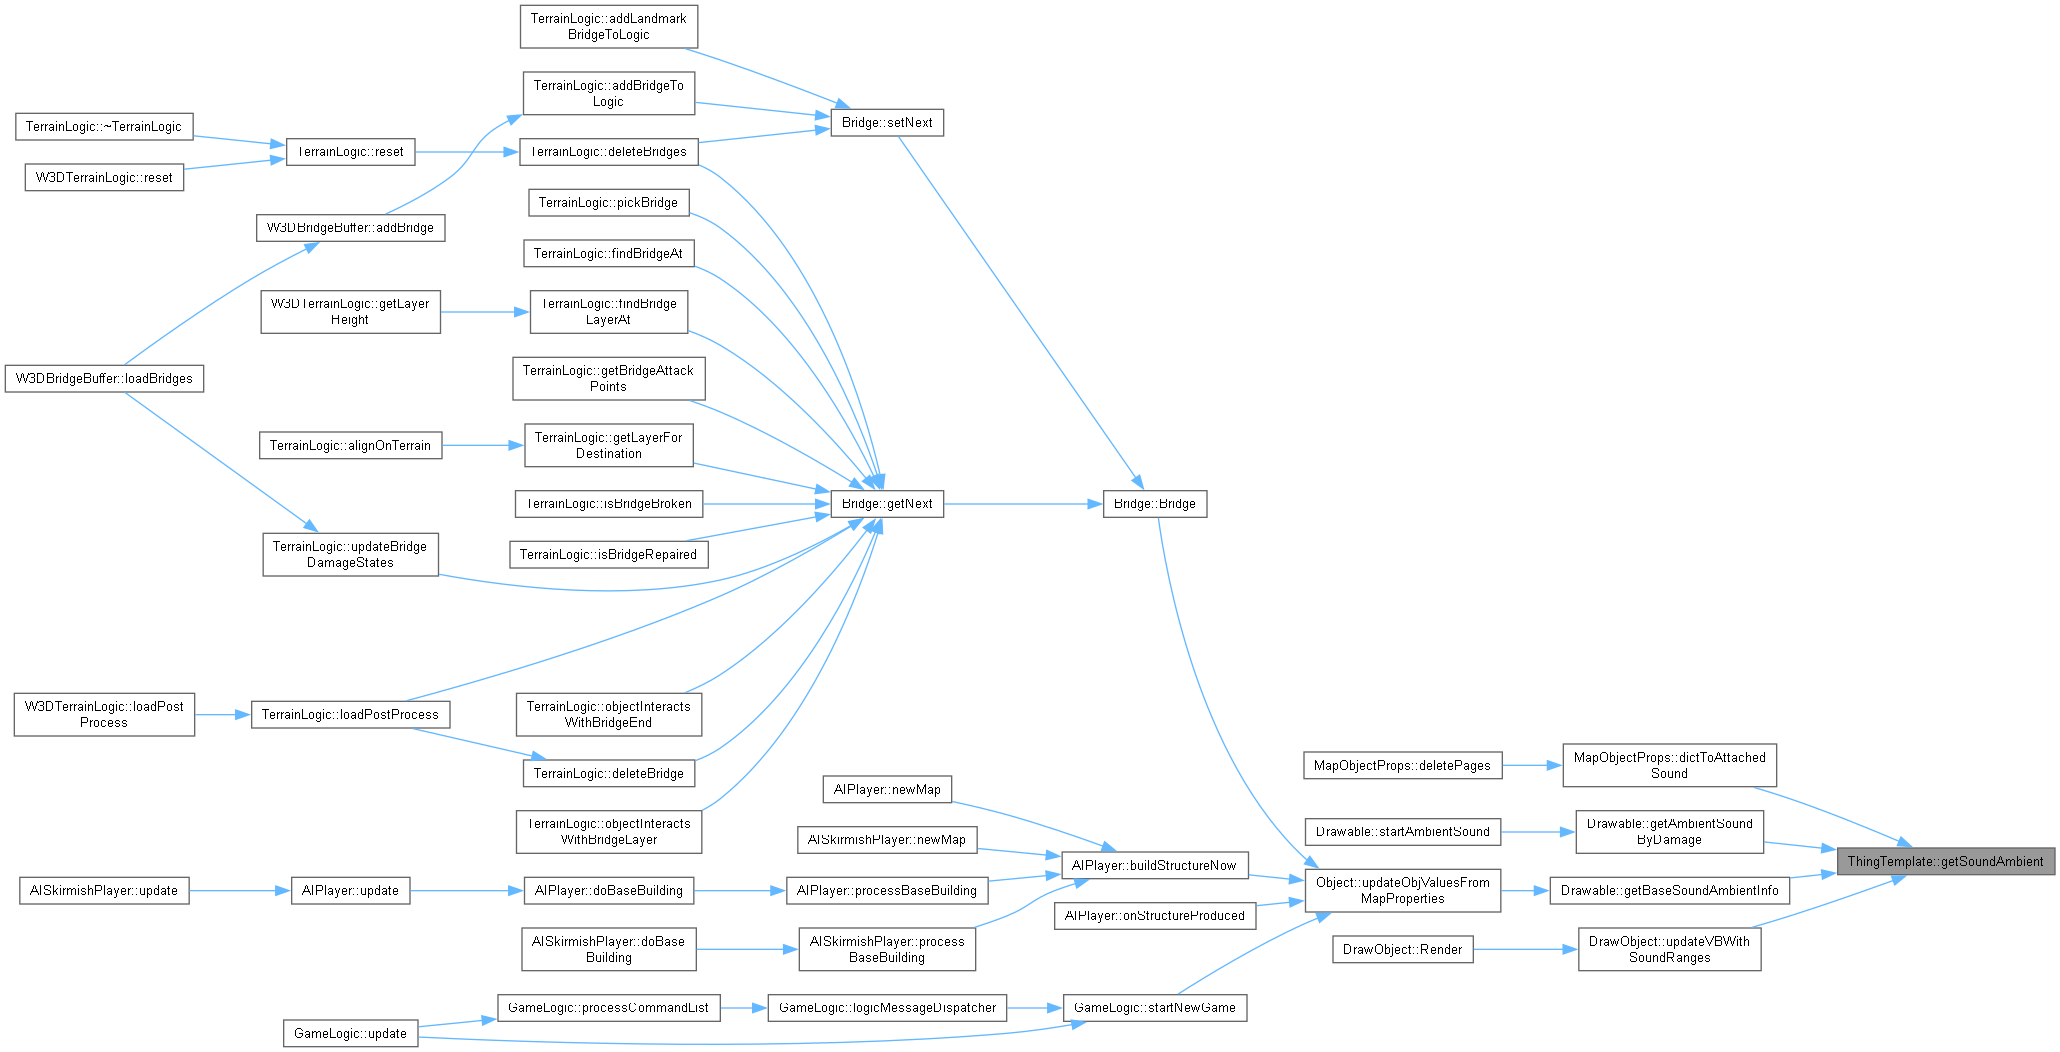 TerrainLogic::addLandmark
BridgeToLogic
TerrainLogic::addBridgeTo
Logic
TerrainLogic::~TerrainLogic
Bridge::setNext
TerrainLogic::reset
TerrainLogic::deleteBridges
W3DTerrainLogic::reset
TerrainLogic::pickBridge
W3DBridgeBuffer::addBridge
TerrainLogic::findBridgeAt
W3DTerrainLogic::getLayer
Height
TerrainLogic::findBridge
LayerAt
W3DBridgeBuffer::loadBridges
TerrainLogic::getBridgeAttack
Points
TerrainLogic::alignOnTerrain
TerrainLogic::getLayerFor
Destination
TerrainLogic::isBridgeBroken
Bridge::getNext
Bridge::Bridge
TerrainLogic::updateBridge
DamageStates
TerrainLogic::isBridgeRepaired
W3DTerrainLogic::loadPost
Process
TerrainLogic::loadPostProcess
TerrainLogic::objectInteracts
WithBridgeEnd
TerrainLogic::deleteBridge
MapObjectProps::deletePages
MapObjectProps::dictToAttached
Sound
AIPlayer::newMap
TerrainLogic::objectInteracts
WithBridgeLayer
AISkirmishPlayer::newMap
Drawable::startAmbientSound
Drawable::getAmbientSound
ByDamage
AIPlayer::buildStructureNow
ThingTemplate::getSoundAmbient
AISkirmishPlayer::update
AIPlayer::update
AIPlayer::doBaseBuilding
AIPlayer::processBaseBuilding
Object::updateObjValuesFrom
MapProperties
Drawable::getBaseSoundAmbientInfo
AIPlayer::onStructureProduced
AISkirmishPlayer::doBase
Building
AISkirmishPlayer::process
BaseBuilding
DrawObject::Render
DrawObject::updateVBWith
SoundRanges
GameLogic::processCommandList
GameLogic::logicMessageDispatcher
GameLogic::startNewGame
GameLogic::update